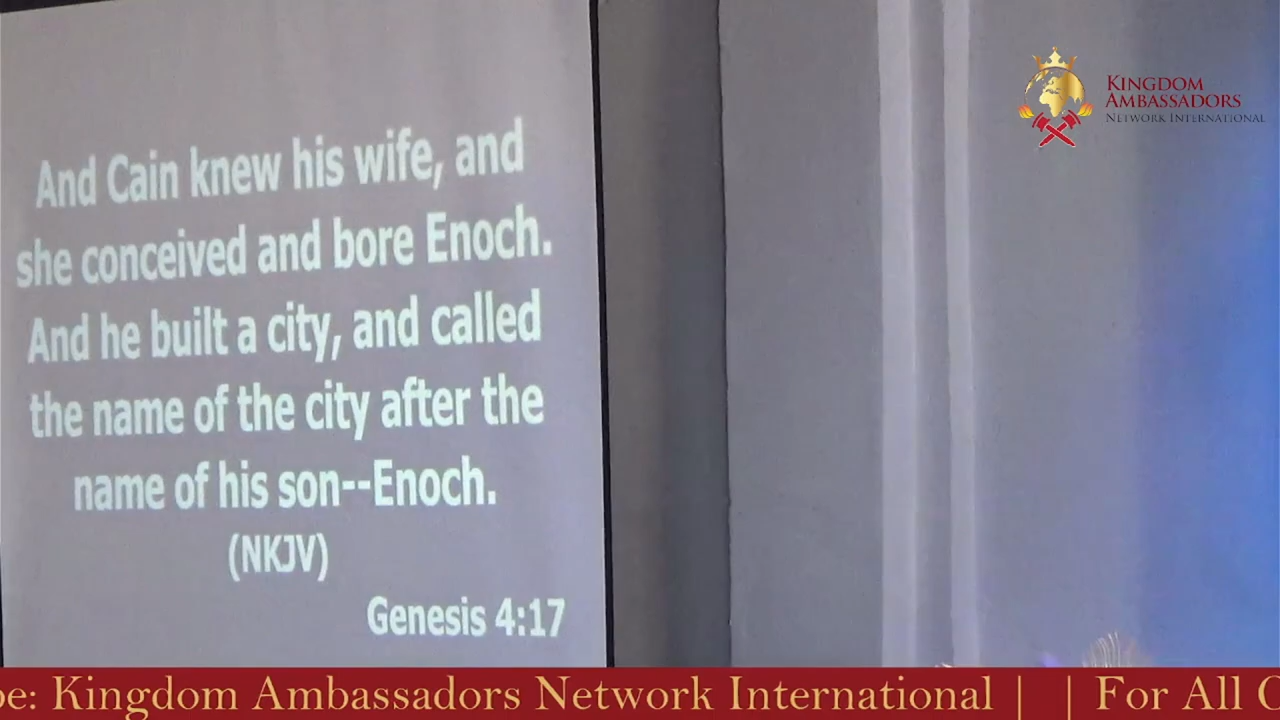 And Cain knew his wife, and
she conceived and bore Enoch.
And he built a city, and called
the name of the city after the
name of his son--Enoch.
(NKJV)
Genesis 4:17
KINGDOM
AMBASSADORS
NETWORK INTERNATIONAL
: Kingdom Ambassadors Network International | | For All